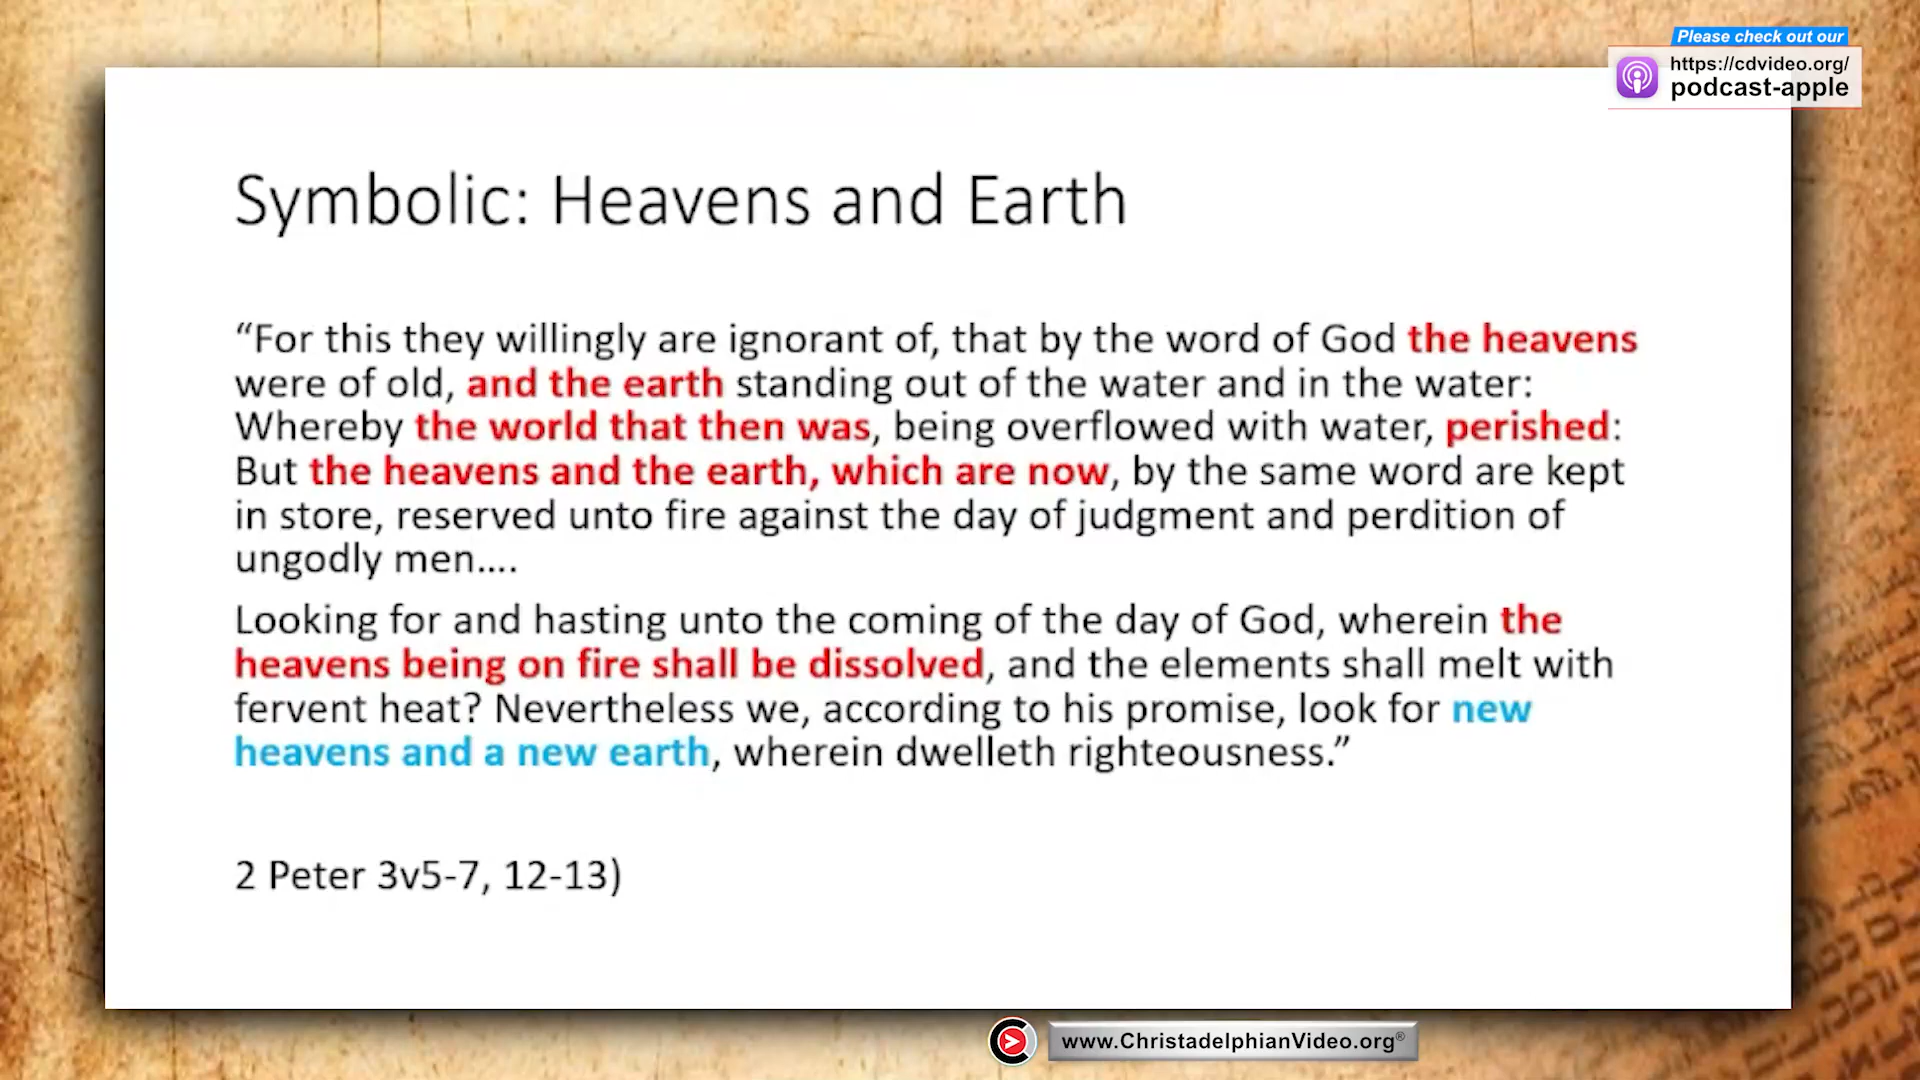 Please check out our
https://cdvideo.org/
podcast-apple
Symbolic: Heavens and Earth
“For this they willingly are ignorant of, that by the word of God the heavens
were of old, and the earth standing out of the water and in the water:
Whereby the world that then was, being overflowed with water, perished:
But the heavens and the earth, which are now, by the same word are kept
in store, reserved unto fire against the day of judgment and perdition of
ungodly men....
Looking for and hasting unto the coming of the day of God, wherein the
heavens being on fire shall be dissolved, and the elements shall melt with
fervent heat? Nevertheless we, according to his promise, look for new
heavens and a new earth, wherein dwelleth righteousness.”
2 Peter 3v5-7, 12-13)
www.ChristadelphianVideo.org®